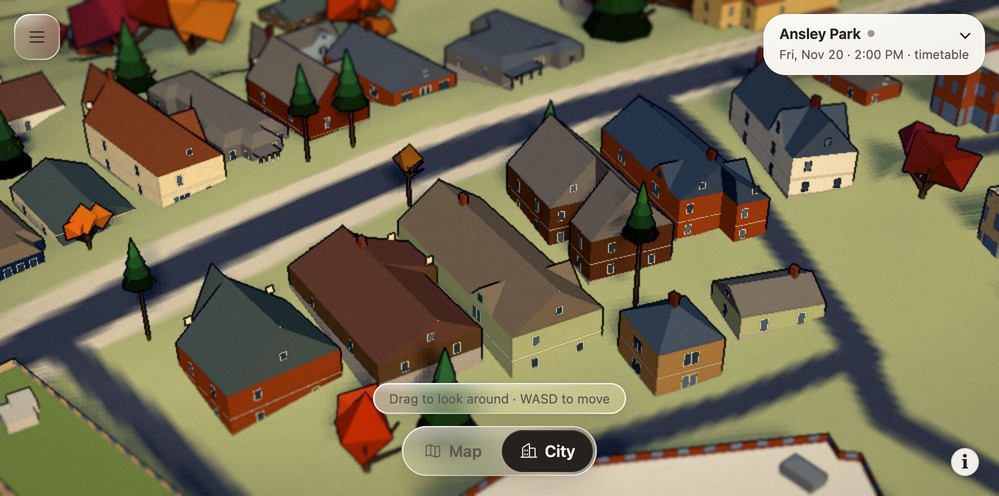 Ansley Park
Fri, Nov 20 · 2:00 PM · timetable
Drag to look around · WASD to move
Map
City
i